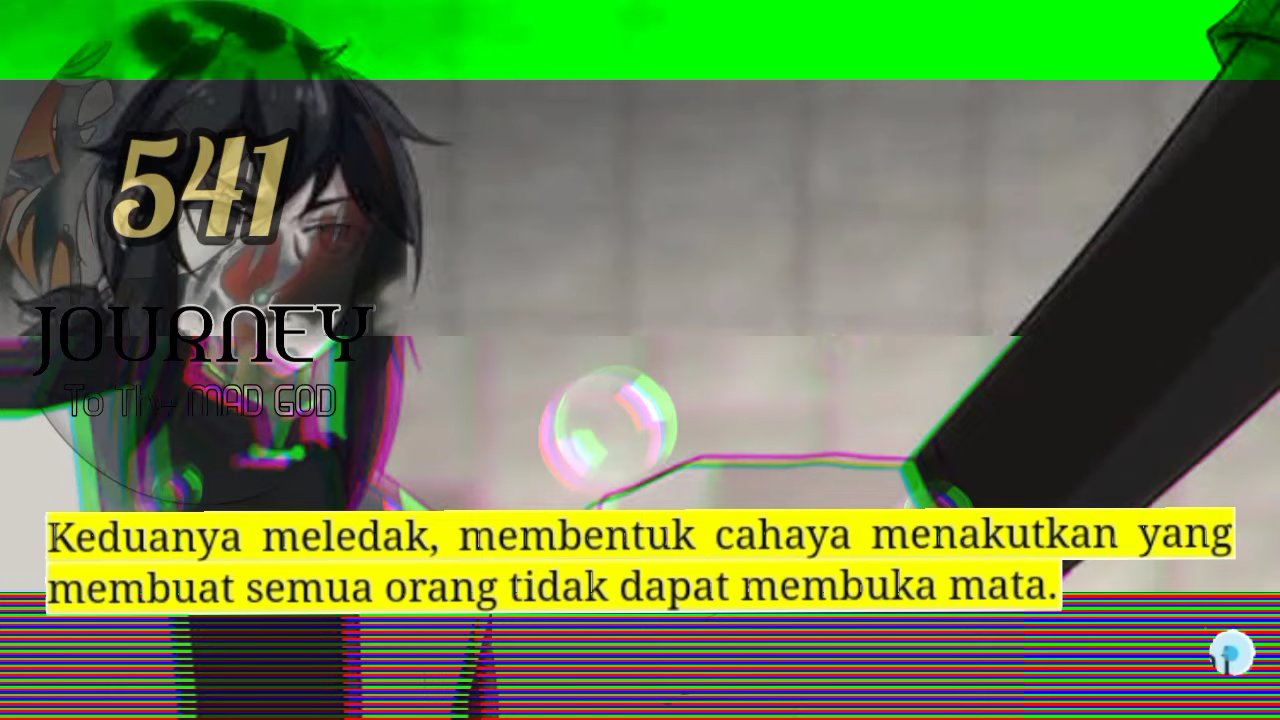 541
JOURNEY
To The MAD GOD
Keduanya meledak, membentuk cahaya menakutkan yang
membuat semua orang tidak dapat membuka mata.